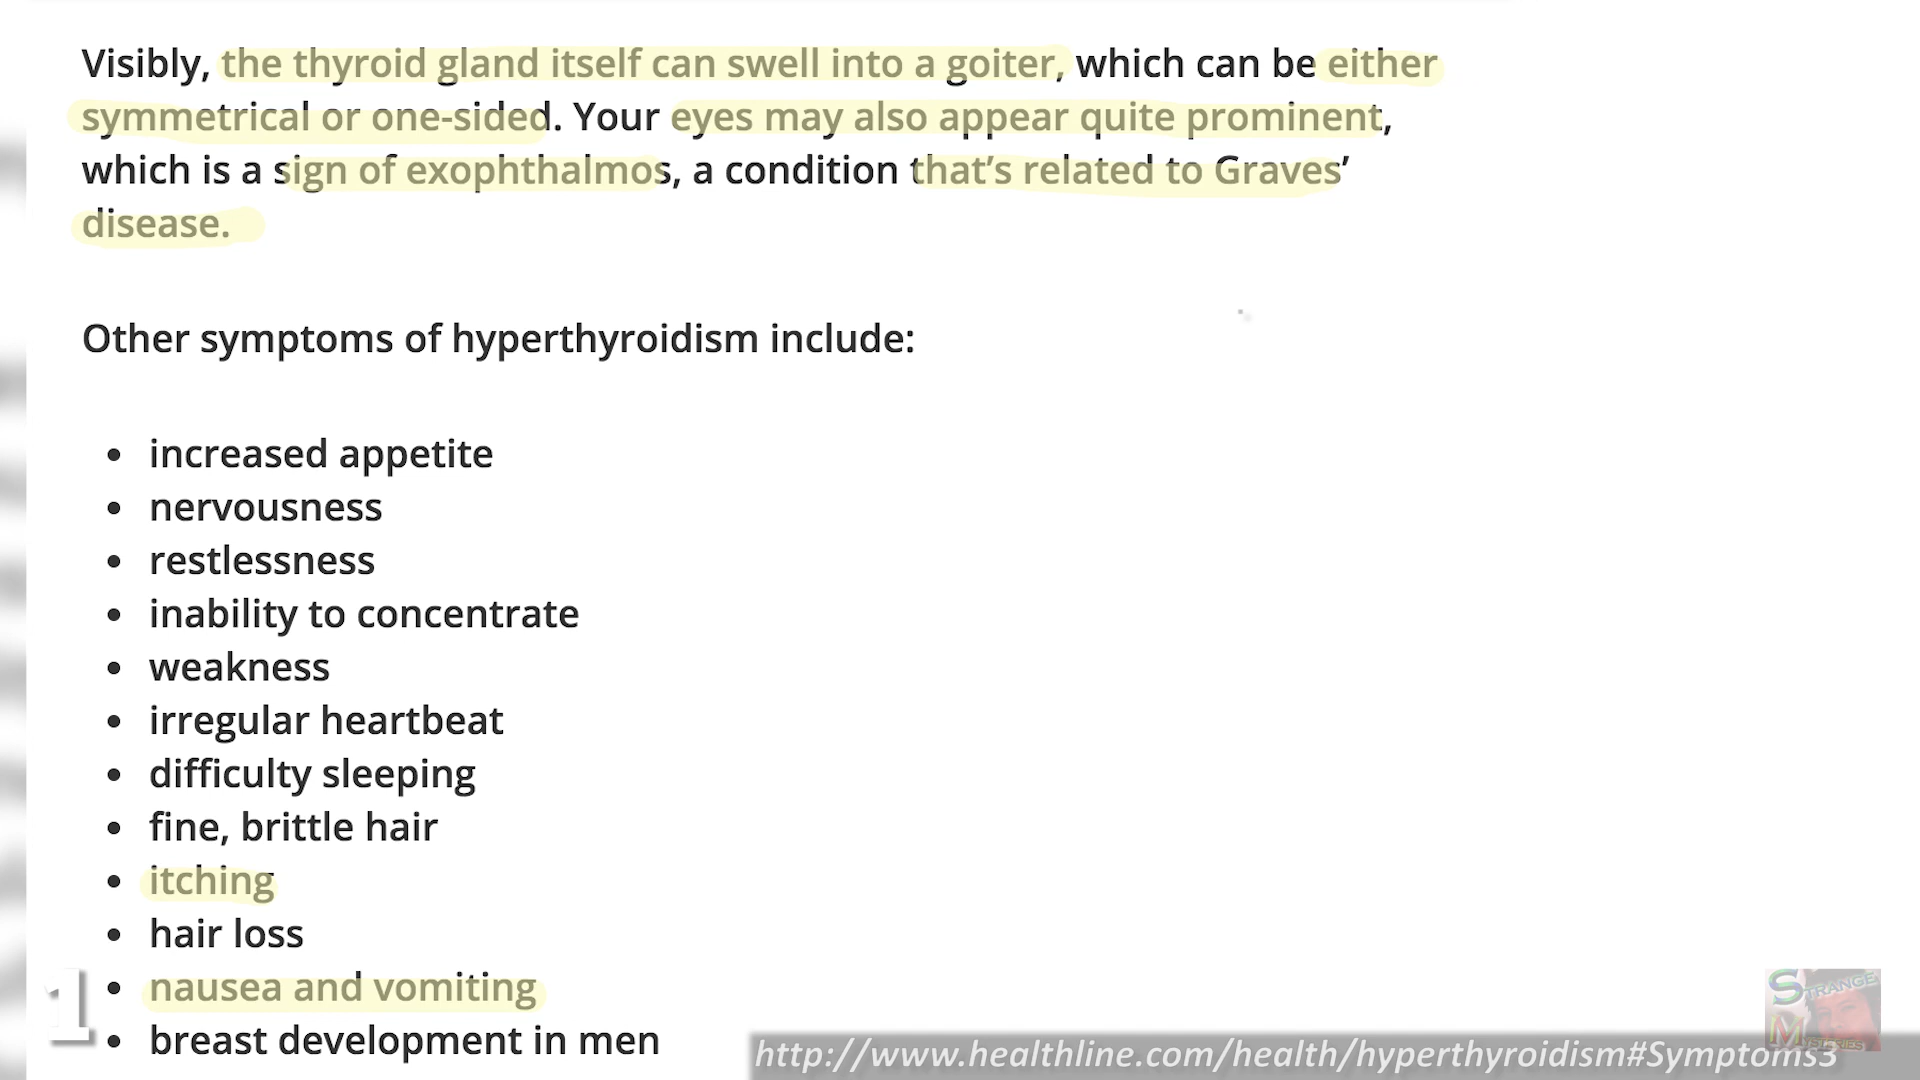 Visibly, the thyroid gland itself can swell into a goiter, which can be either
symmetrical or one-sided. Your eyes may also appear quite prominent,
which is a sign of exophthalmos, a condition that’s related to Graves’
disease.
Other symptoms of hyperthyroidism include:
• increased appetite
• nervousness
• restlessness
• inability to concentrate
• weakness
• irregular heartbeat
• difficulty sleeping
• fine, brittle hair
• itching
• hair loss
• nausea and vomiting
• breast development in men
1
STRANGE
MYSTERIES
http://www.healthline.com/health/hyperthyroidism#Symptoms3